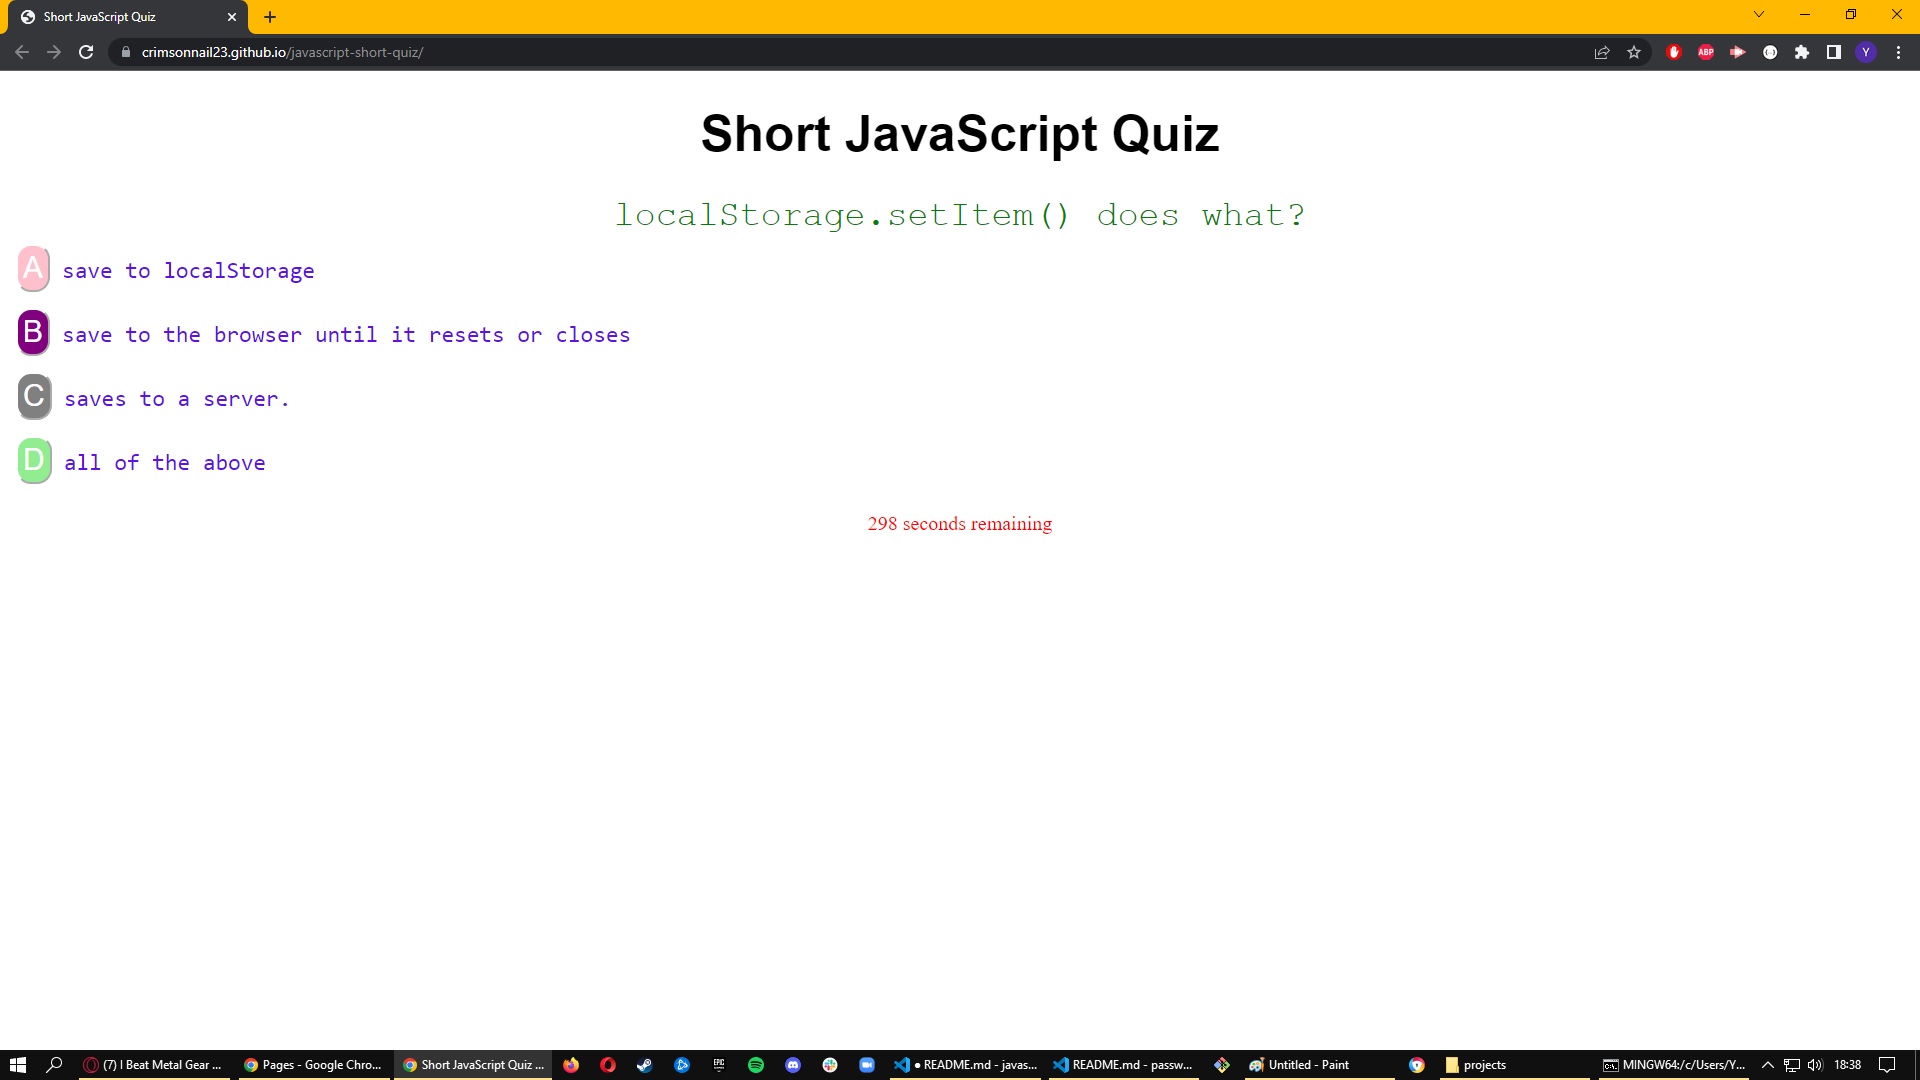 Short JavaScript Quiz
crimsonnail23.github.io/javascript-short-quiz/
ABP
Y
Short JavaScript Quiz
localStorage.setItem() does what?
A save to localStorage
B save to the browser until it resets or closes
C saves to a server.
D all of the above
298 seconds remaining
(7) I Beat Metal Gear ...
Pages - Google Chro...
Short JavaScript Quiz ...
EPIC
● README.md - javas...
README.md - passw...
Untitled - Paint
projects
MINGW64:/c/Users/Y...
18:38